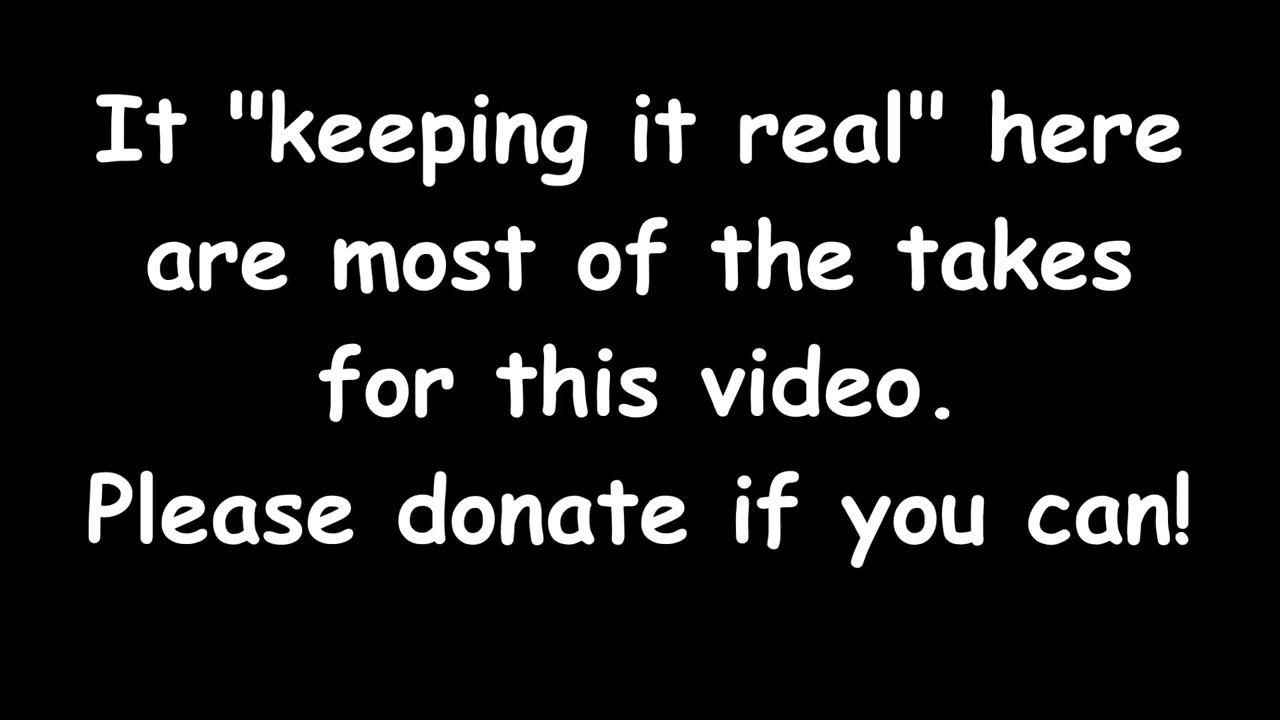 It "keeping it real" here
are most of the takes
for this video.
Please donate if you can!